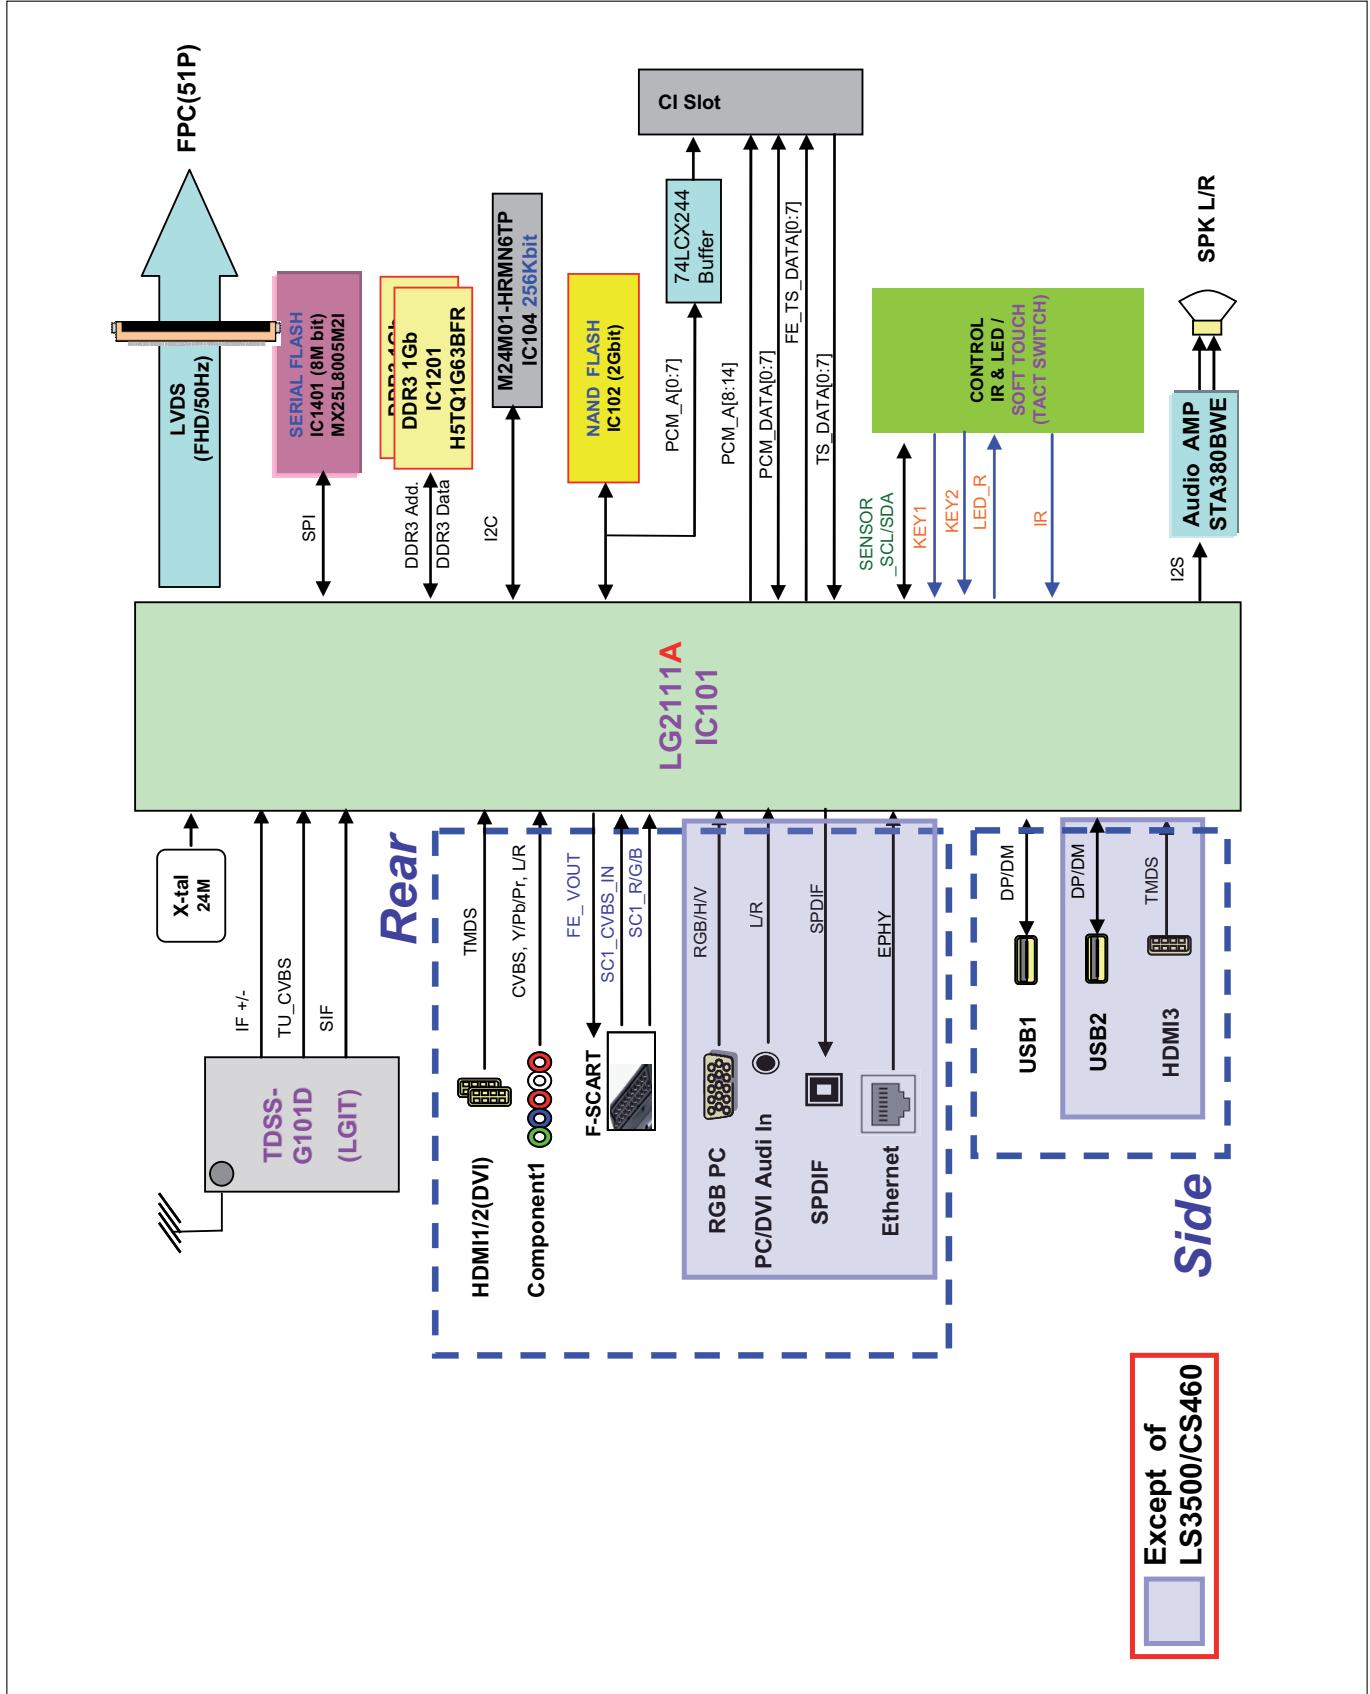 X-tal
24M
IF +/-
TU_CVBS
SIF
TDSS-
G101D
(LGIT)
Rear
TMDS
HDMI1/2(DVI)
CVBS, Y/Pb/Pr, L/R
Component1
FE_ VOUT
SC1_CVBS_IN
SC1_R/G/B
F-SCART
RGB/H/V
RGB PC
L/R
PC/DVI Audi In
SPDIF
SPDIF
EPHY
Ethernet
DP/DM
USB1
DP/DM
USB2
TMDS
HDMI3
Side
Except of
LS3500/CS460
LG2111A
IC101
LVDS
(FHD/50Hz)
FPC(51P)
SPI
SERIAL FLASH
IC1401 (8M bit)
MX25L8005M2I
DDR3 Add.
DDR3 Data
DDR3 1Gb
DDR3 1Gb
IC1201
H5TQ1G63BFR
I2C
M24M01-HRMN6TP
IC104 256Kbit
NAND FLASH
IC102 (2Gbit)
PCM_A[0:7]
74LCX244
Buffer
CI Slot
PCM_A[8:14]
PCM_DATA[0:7]
FE_TS_DATA[0:7]
TS_DATA[0:7]
SENSOR
_SCL/SDA
KEY1
KEY2
LED_R
IR
CONTROL
IR & LED /
SOFT TOUCH
(TACT SWITCH)
I2S
Audio AMP
STA380BWE
SPK L/R